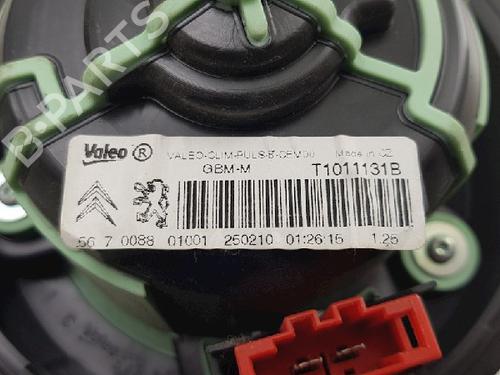 B-PARTS
Valeo ® VALEO-CLIM-PULS-B-CEM00 Made in CZ
GBM-M T1011131B
56 7 0088 01001 250210 01:26:15 1.25